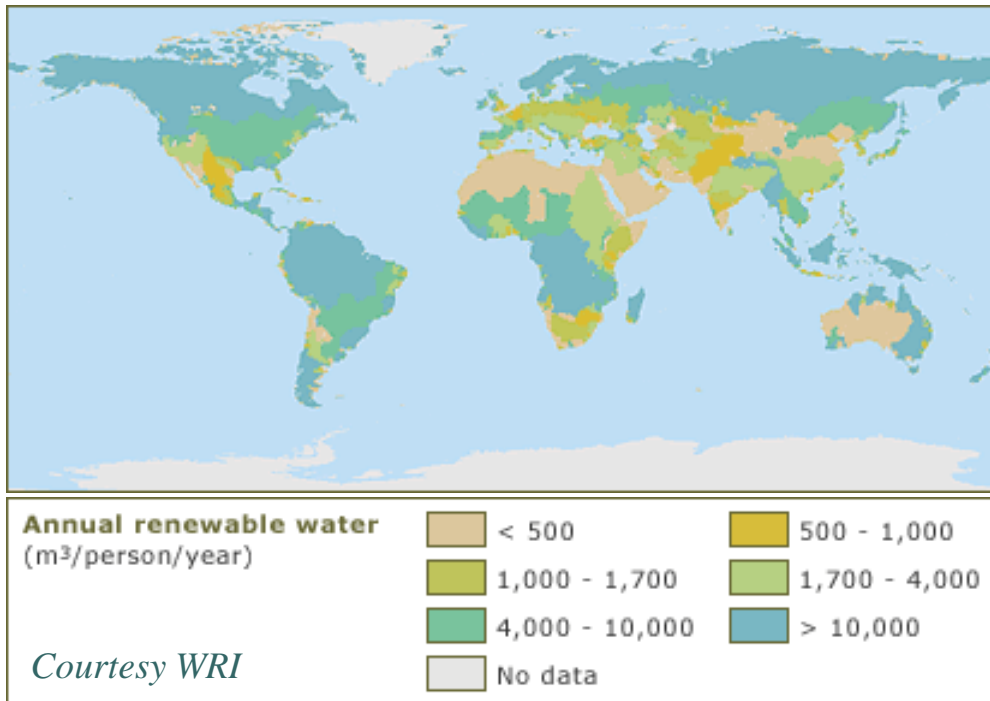 Annual renewable water
(m³/person/year)
< 500
500 - 1,000
1,000 - 1,700
1,700 - 4,000
4,000 - 10,000
> 10,000
No data
Courtesy WRI